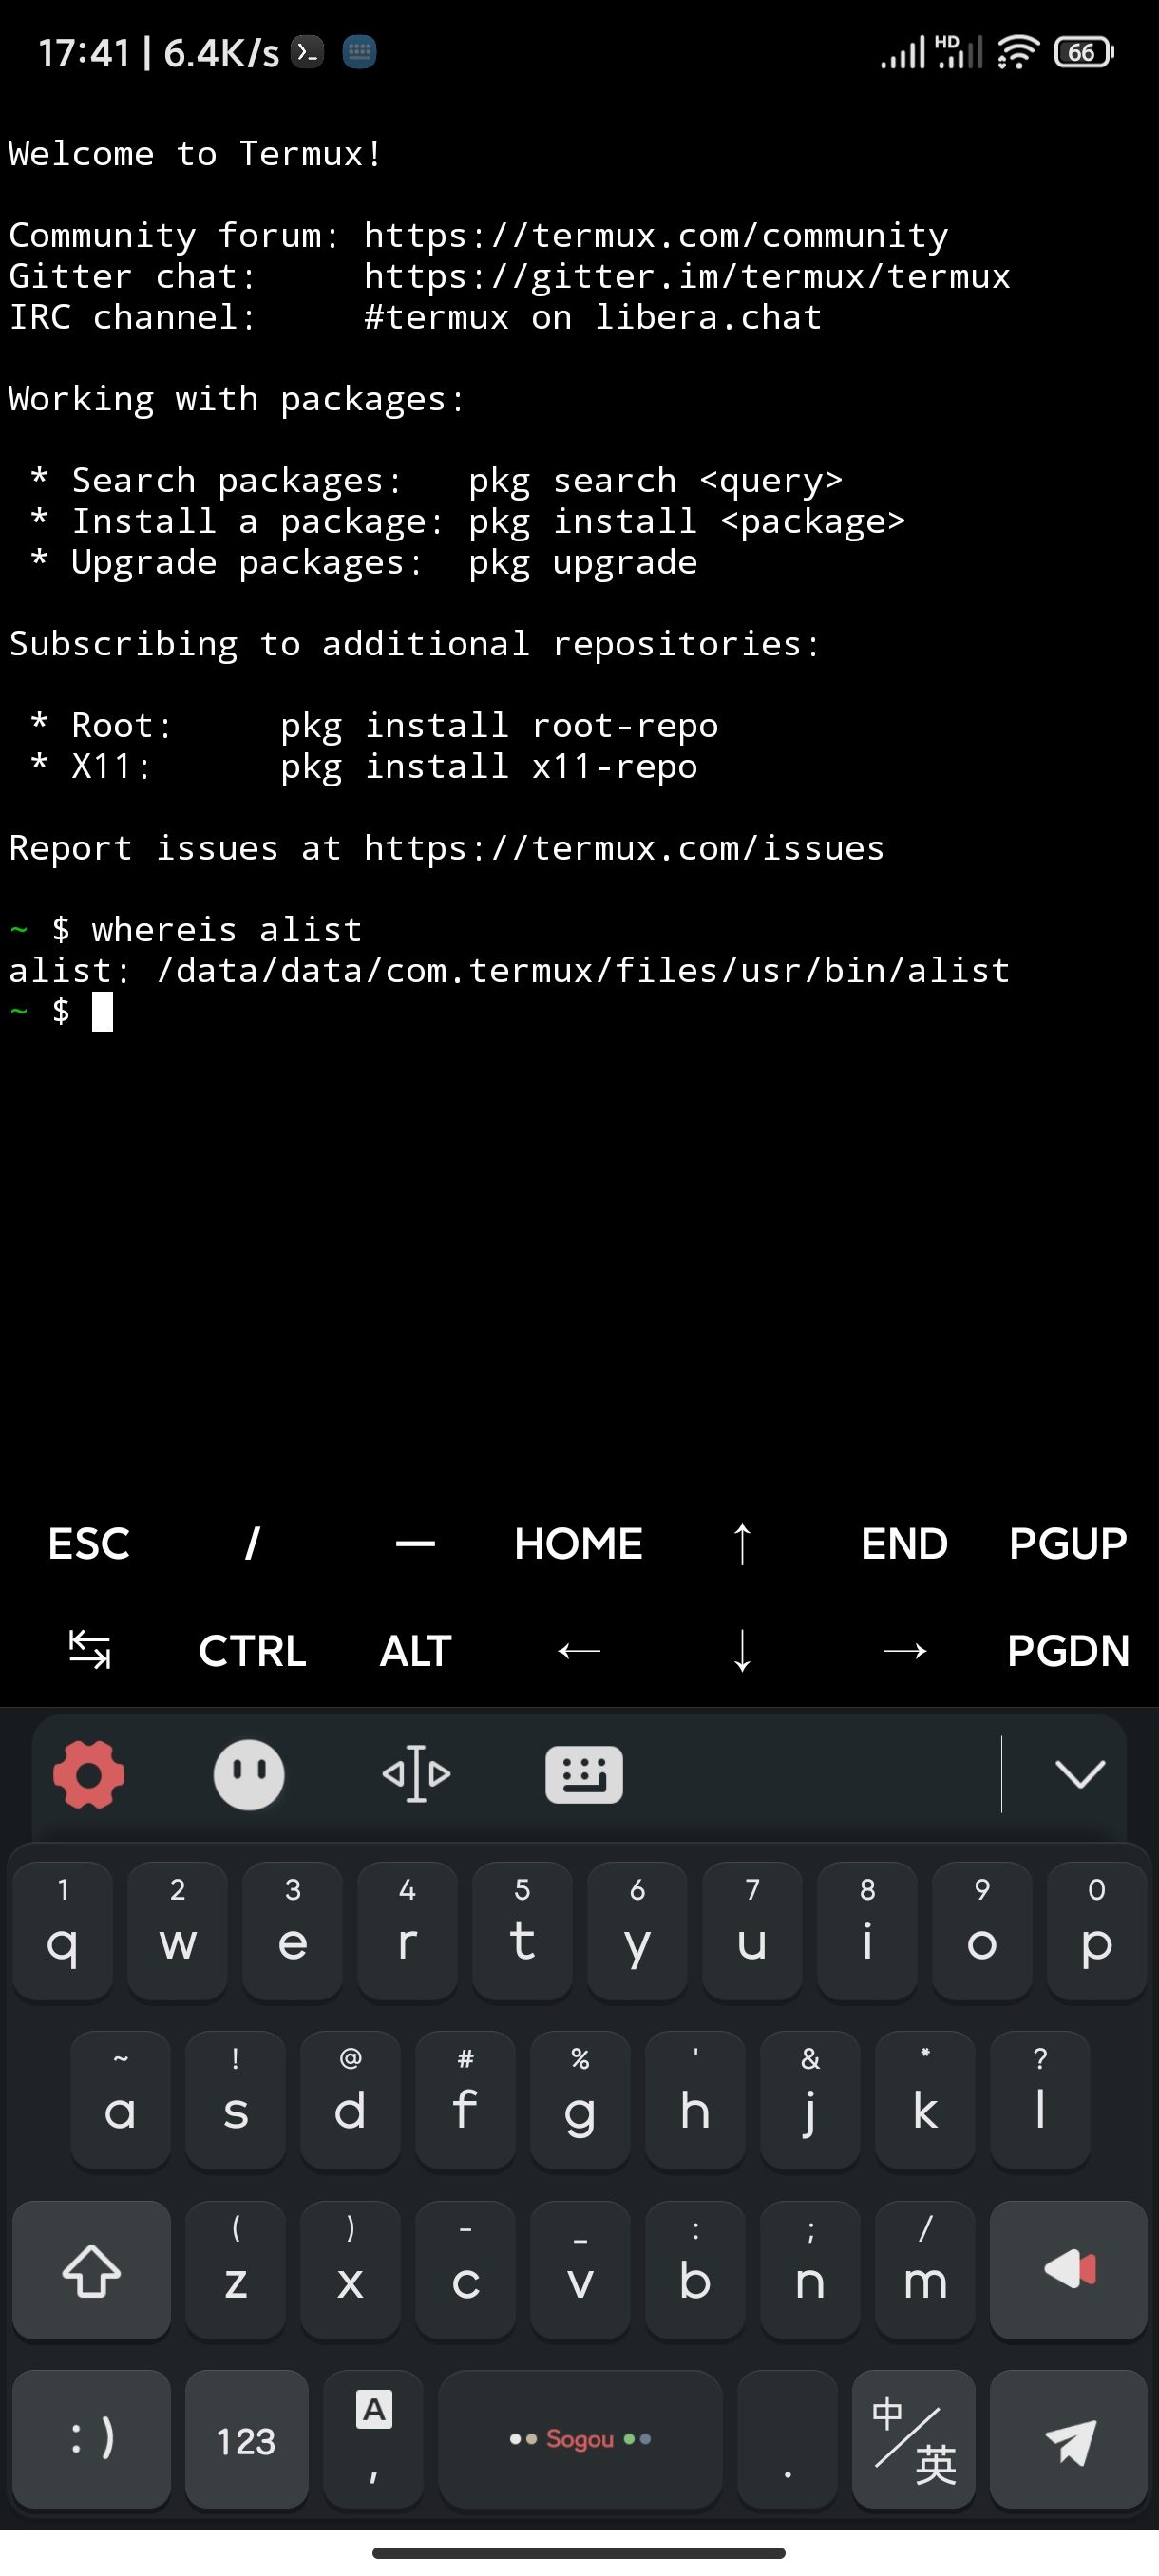 17:41 | 6.4K/s HD 66
Welcome to Termux!
Community forum: https://termux.com/community
Gitter chat:     https://gitter.im/termux/termux
IRC channel:     #termux on libera.chat
Working with packages:
 * Search packages:   pkg search <query>
 * Install a package: pkg install <package>
 * Upgrade packages:  pkg upgrade
Subscribing to additional repositories:
 * Root:     pkg install root-repo
 * X11:      pkg install x11-repo
Report issues at https://termux.com/issues
~ $ whereis alist
alist: /data/data/com.termux/files/usr/bin/alist
~ $
ESC / — HOME ↑ END PGUP
↹ CTRL ALT ← ↓ → PGDN
1 2 3 4 5 6 7 8 9 0
q w e r t y u i o p
~ ! @ # % ' & * ?
a s d f g h j k l
( ) - _ : ; /
z x c v b n m
:) 123 A , Sogou . 中/英